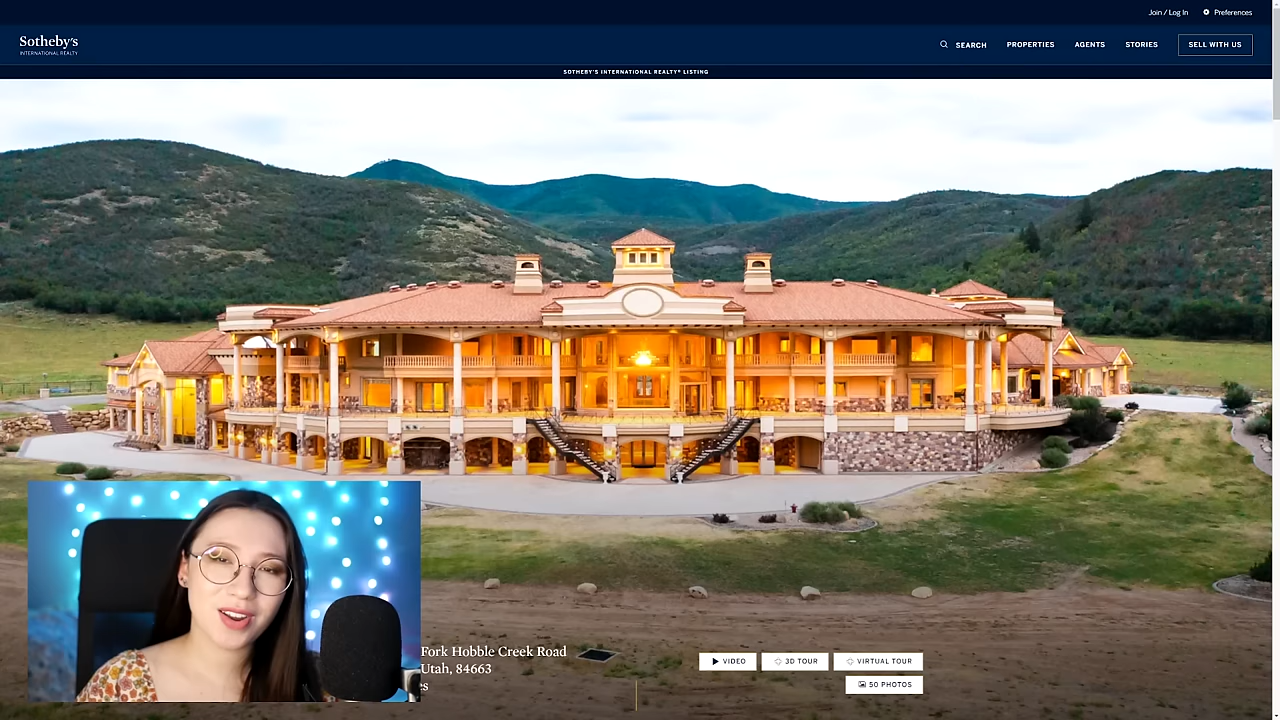 Join / Log In
Preferences
Sotheby's
INTERNATIONAL REALTY
SEARCH
PROPERTIES
AGENTS
STORIES
SELL WITH US
SOTHEBY'S INTERNATIONAL REALTY® LISTING
Fork Hobble Creek Road
Utah, 84663
es
VIDEO
3D TOUR
VIRTUAL TOUR
50 PHOTOS